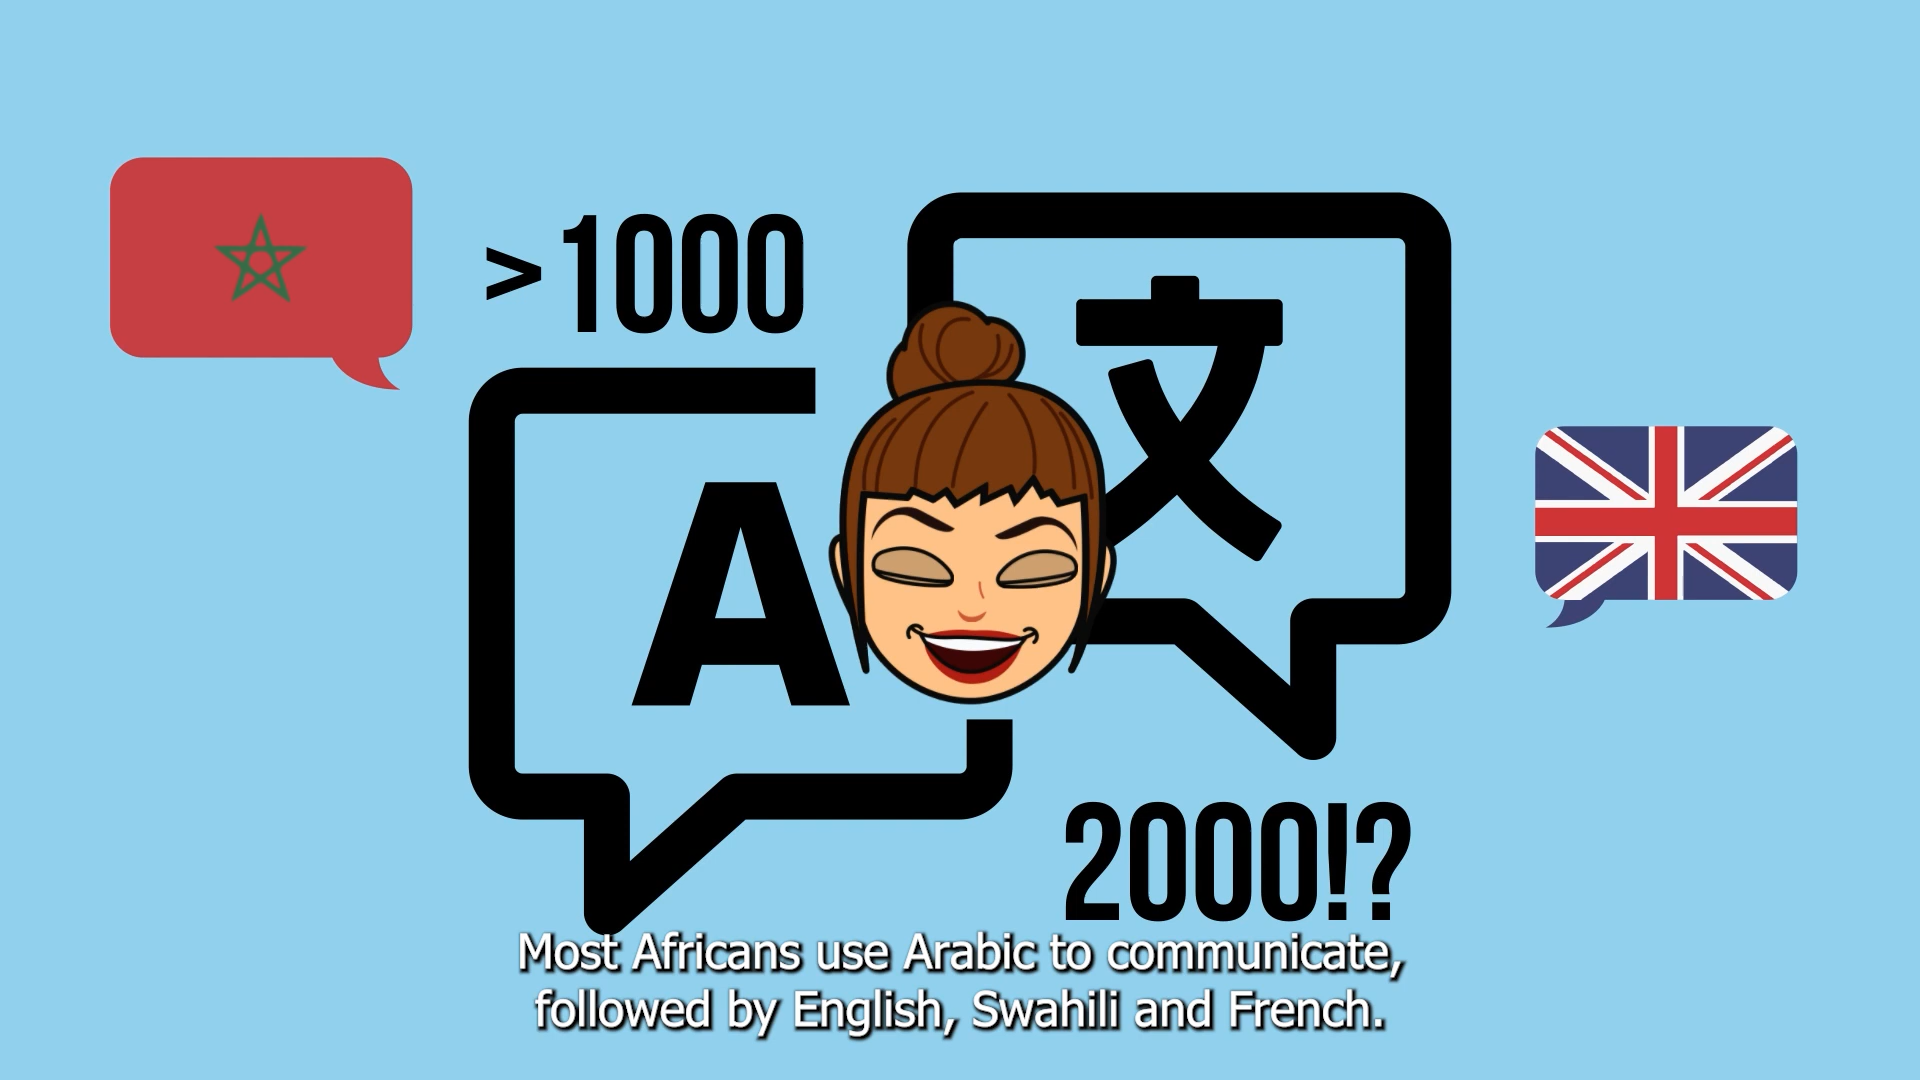 >1000
A
文
2000!?
Most Africans use Arabic to communicate,
followed by English, Swahili and French.